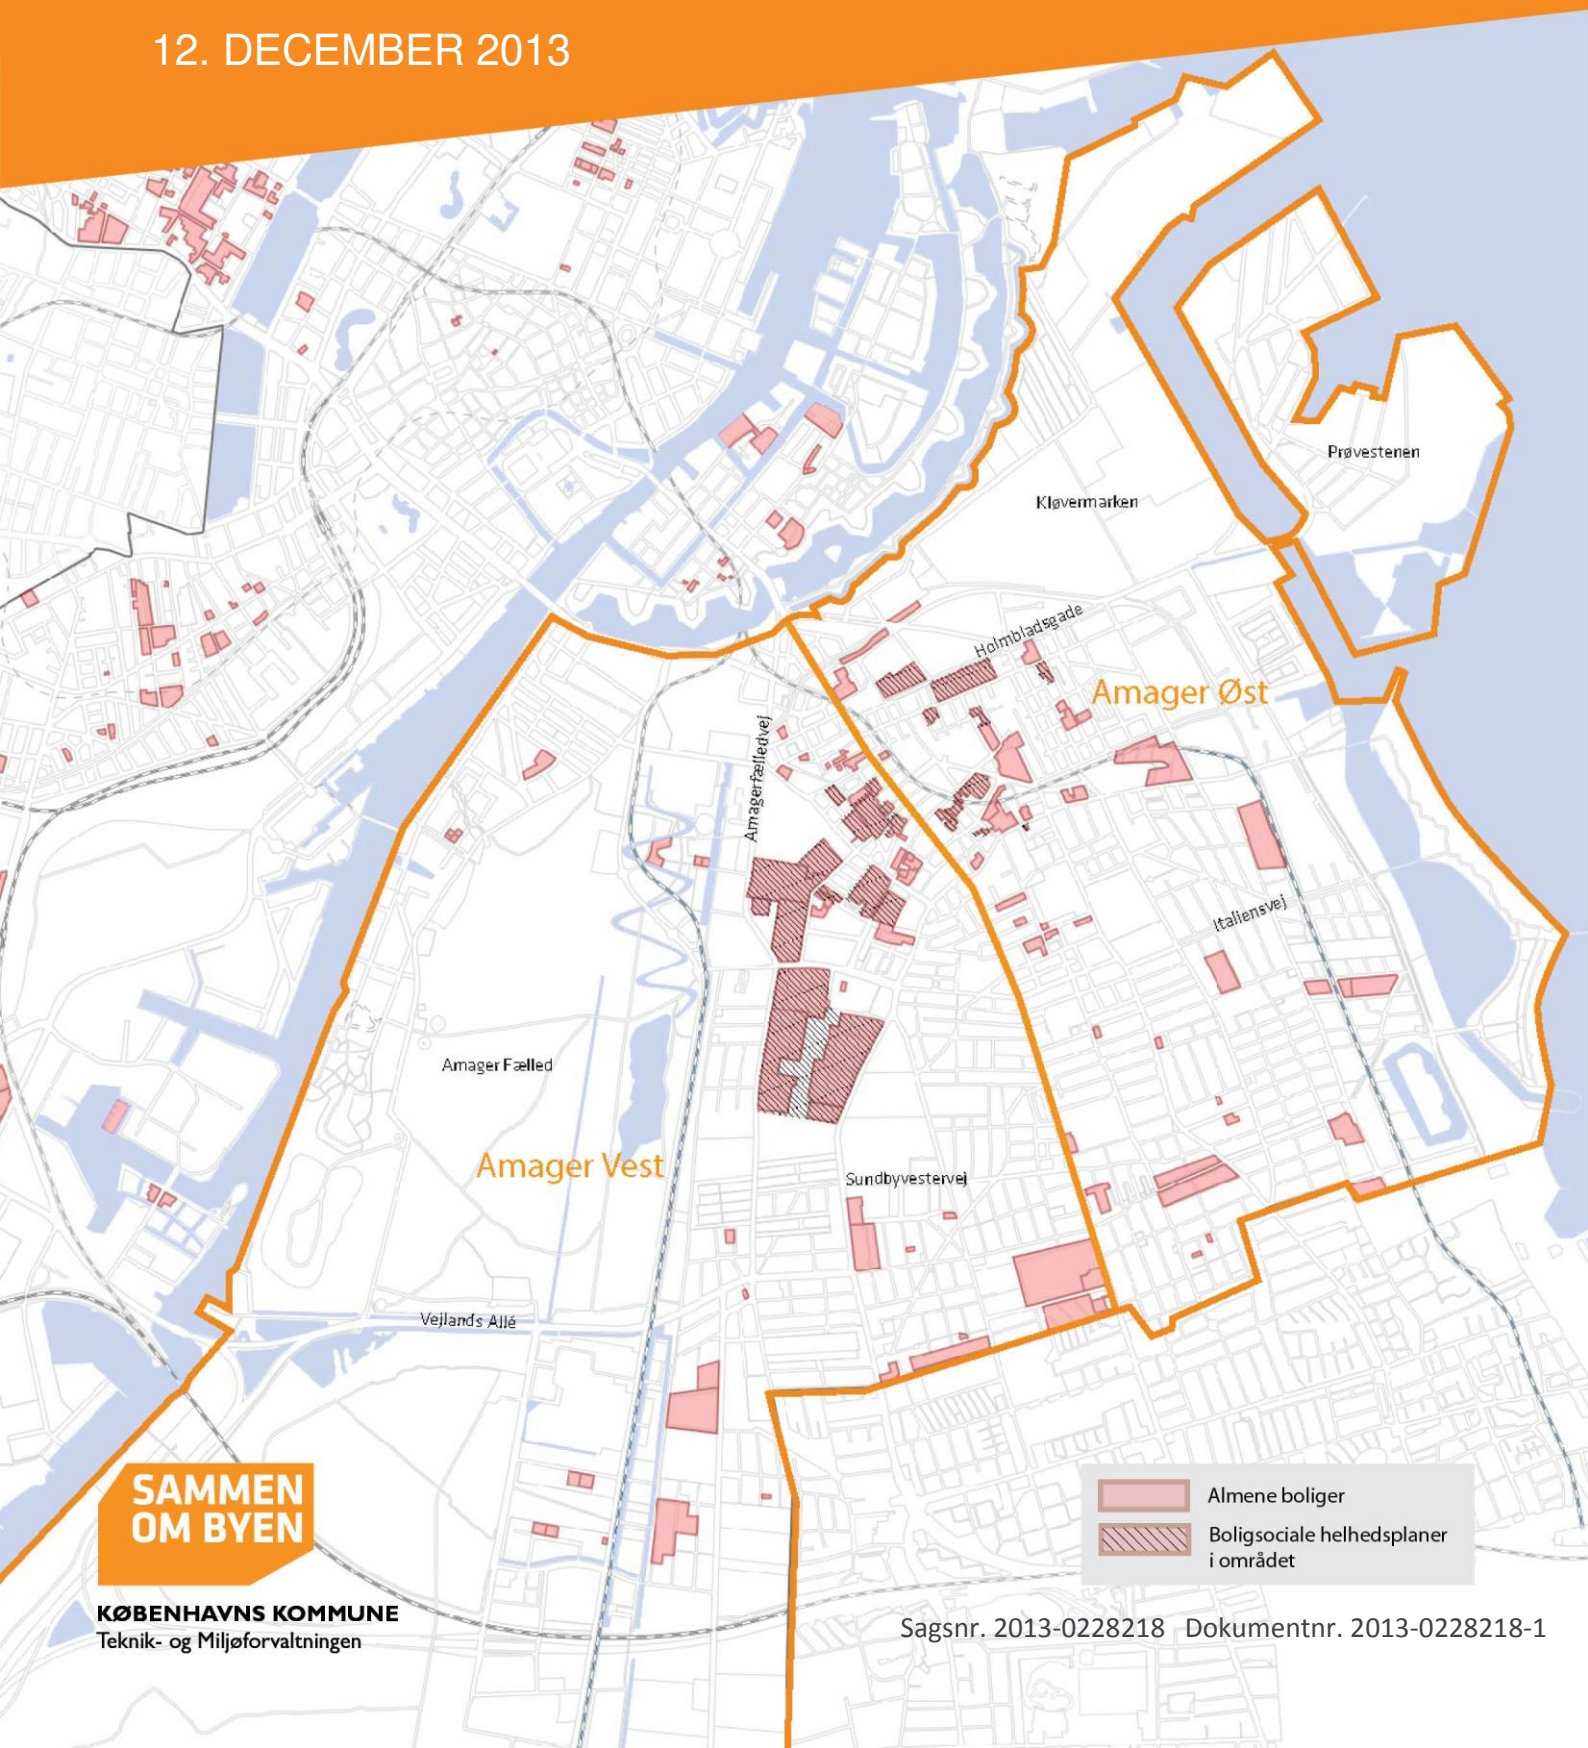 12. DECEMBER 2013
Prøvestenen
Kløvermarken
Holmbladsgade
Amager Øst
Amagerfælledvej
Italiensvej
Amager Fælled
Amager Vest
Sundbyvestervej
Vejlands Allé
SAMMEN
OM BYEN
Almene boliger
Boligsociale helhedsplaner
i området
KØBENHAVNS KOMMUNE
Teknik- og Miljøforvaltningen
Sagsnr. 2013-0228218 Dokumentnr. 2013-0228218-1